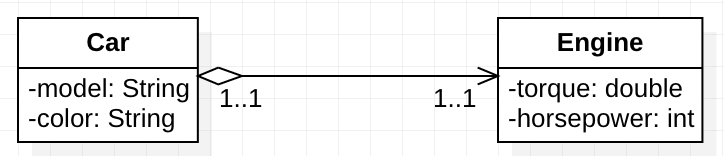 Car
-model: String
-color: String
1..1
1..1
Engine
-torque: double
-horsepower: int